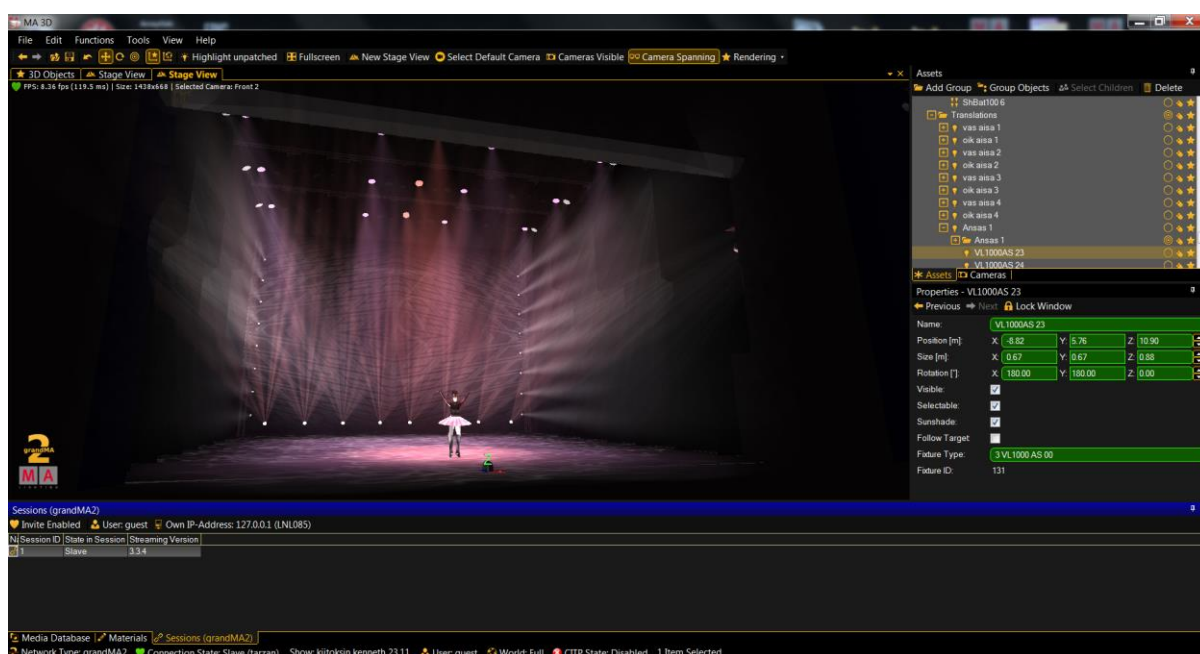 MA 3D
File Edit Functions Tools View Help
Highlight unpatched Fullscreen New Stage View Select Default Camera Cameras Visible Camera Spanning Rendering
3D Objects Stage View Stage View
FPS: 8.36 fps (119.5 ms) | Size: 1438x668 | Selected Camera: Front 2
grandMA
2
MA
Assets
Add Group Group Objects Select Children Delete
ShBat100 6
Translations
vas aisa 1
oik aisa 1
vas aisa 2
oik aisa 2
vas aisa 3
oik aisa 3
vas aisa 4
oik aisa 4
Ansas 1
Ansas 1
VL1000AS 23
VL1000AS 24
Assets Cameras
Properties - VL1000AS 23
Previous Next Lock Window
Name: VL1000AS 23
Position [m]: X: -8.82 Y: 5.76 Z: 10.90
Size [m]: X: 0.67 Y: 0.67 Z: 0.88
Rotation [°]: X: 180.00 Y: 180.00 Z: 0.00
Visible:
Selectable:
Sunshade:
Follow Target
Fixture Type: 3 VL1000 AS 00
Fixture ID: 131
Sessions (grandMA2)
Invite Enabled User: guest Own IP-Address: 127.0.0.1 (LNL085)
Session ID State in Session Streaming Version
1 Slave 3.3.4
Media Database Materials Sessions (grandMA2)
Network Type: grandMA2 Connection State: Slave (tarzan) Show: kiitoksin kenneth 23.11 User: guest World: Full CITP State: Disabled 1 Item Selected